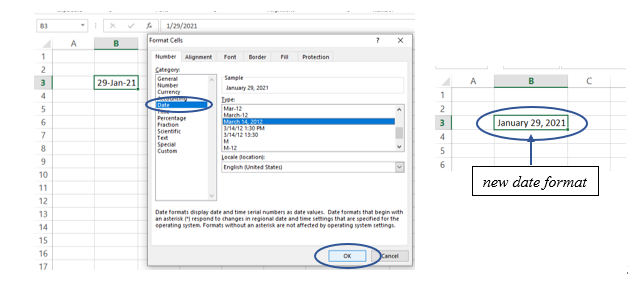 B3 fx 1/29/2021
A B
1
2
3 29-Jan-21
4
5
6
7
8
9
10
11
12
13
14
15
16
17
Format Cells ? ×
Number Alignment Font Border Fill Protection
Category:
General
Number
Currency
Date
Percentage
Fraction
Scientific
Text
Special
Custom
Sample
January 29, 2021
Type:
Mar-12
March-12
March 14, 2012
3/14/12 1:30 PM
3/14/12 13:30
M
M-12
Locale (location):
English (United States)
Date formats display date and time serial numbers as date values. Date formats that begin with
an asterisk (*) respond to changes in regional date and time settings that are specified for the
operating system. Formats without an asterisk are not affected by operating system settings.
OK Cancel
A B C
1
2
3 January 29, 2021
4
5
6
new date format